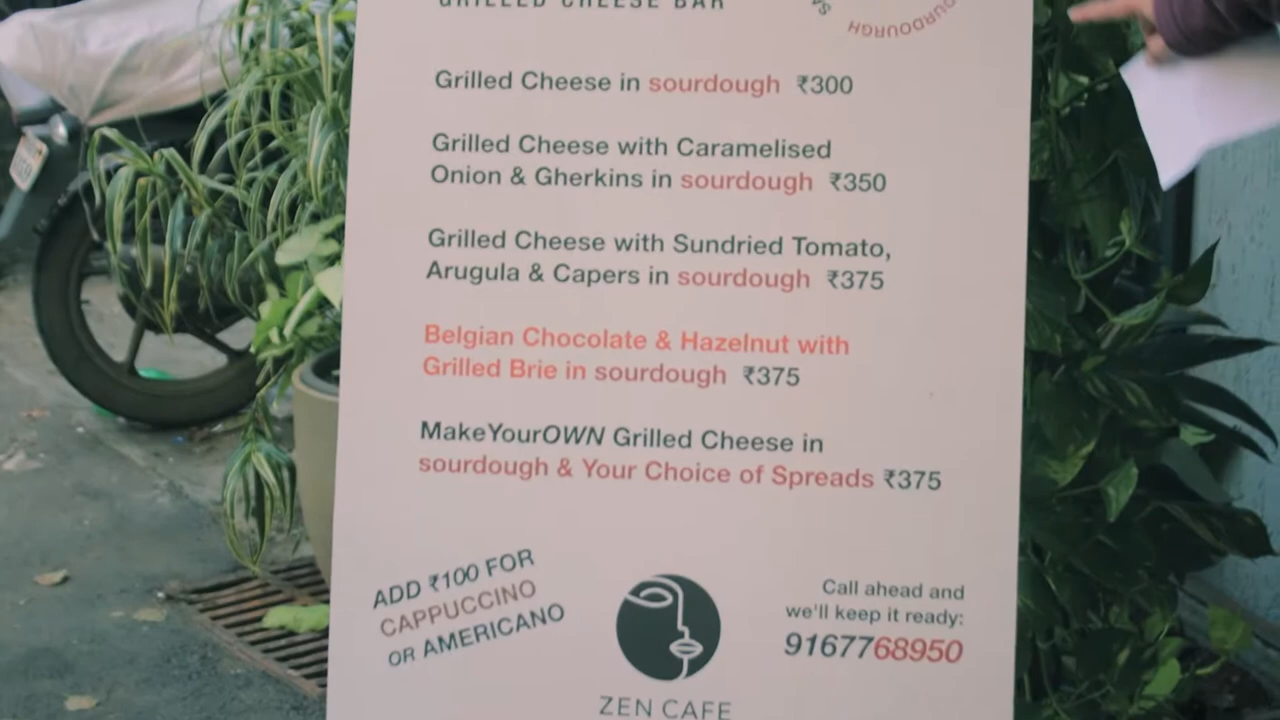 GRILLED CHEESE BAR
SOURDOUGH
Grilled Cheese in sourdough ₹300
Grilled Cheese with Caramelised
Onion & Gherkins in sourdough ₹350
Grilled Cheese with Sundried Tomato,
Arugula & Capers in sourdough ₹375
Belgian Chocolate & Hazelnut with
Grilled Brie in sourdough ₹375
MakeYourOWN Grilled Cheese in
sourdough & Your Choice of Spreads ₹375
ADD ₹100 FOR
CAPPUCCINO
OR AMERICANO
Call ahead and
we'll keep it ready:
9167768950
ZEN CAFE